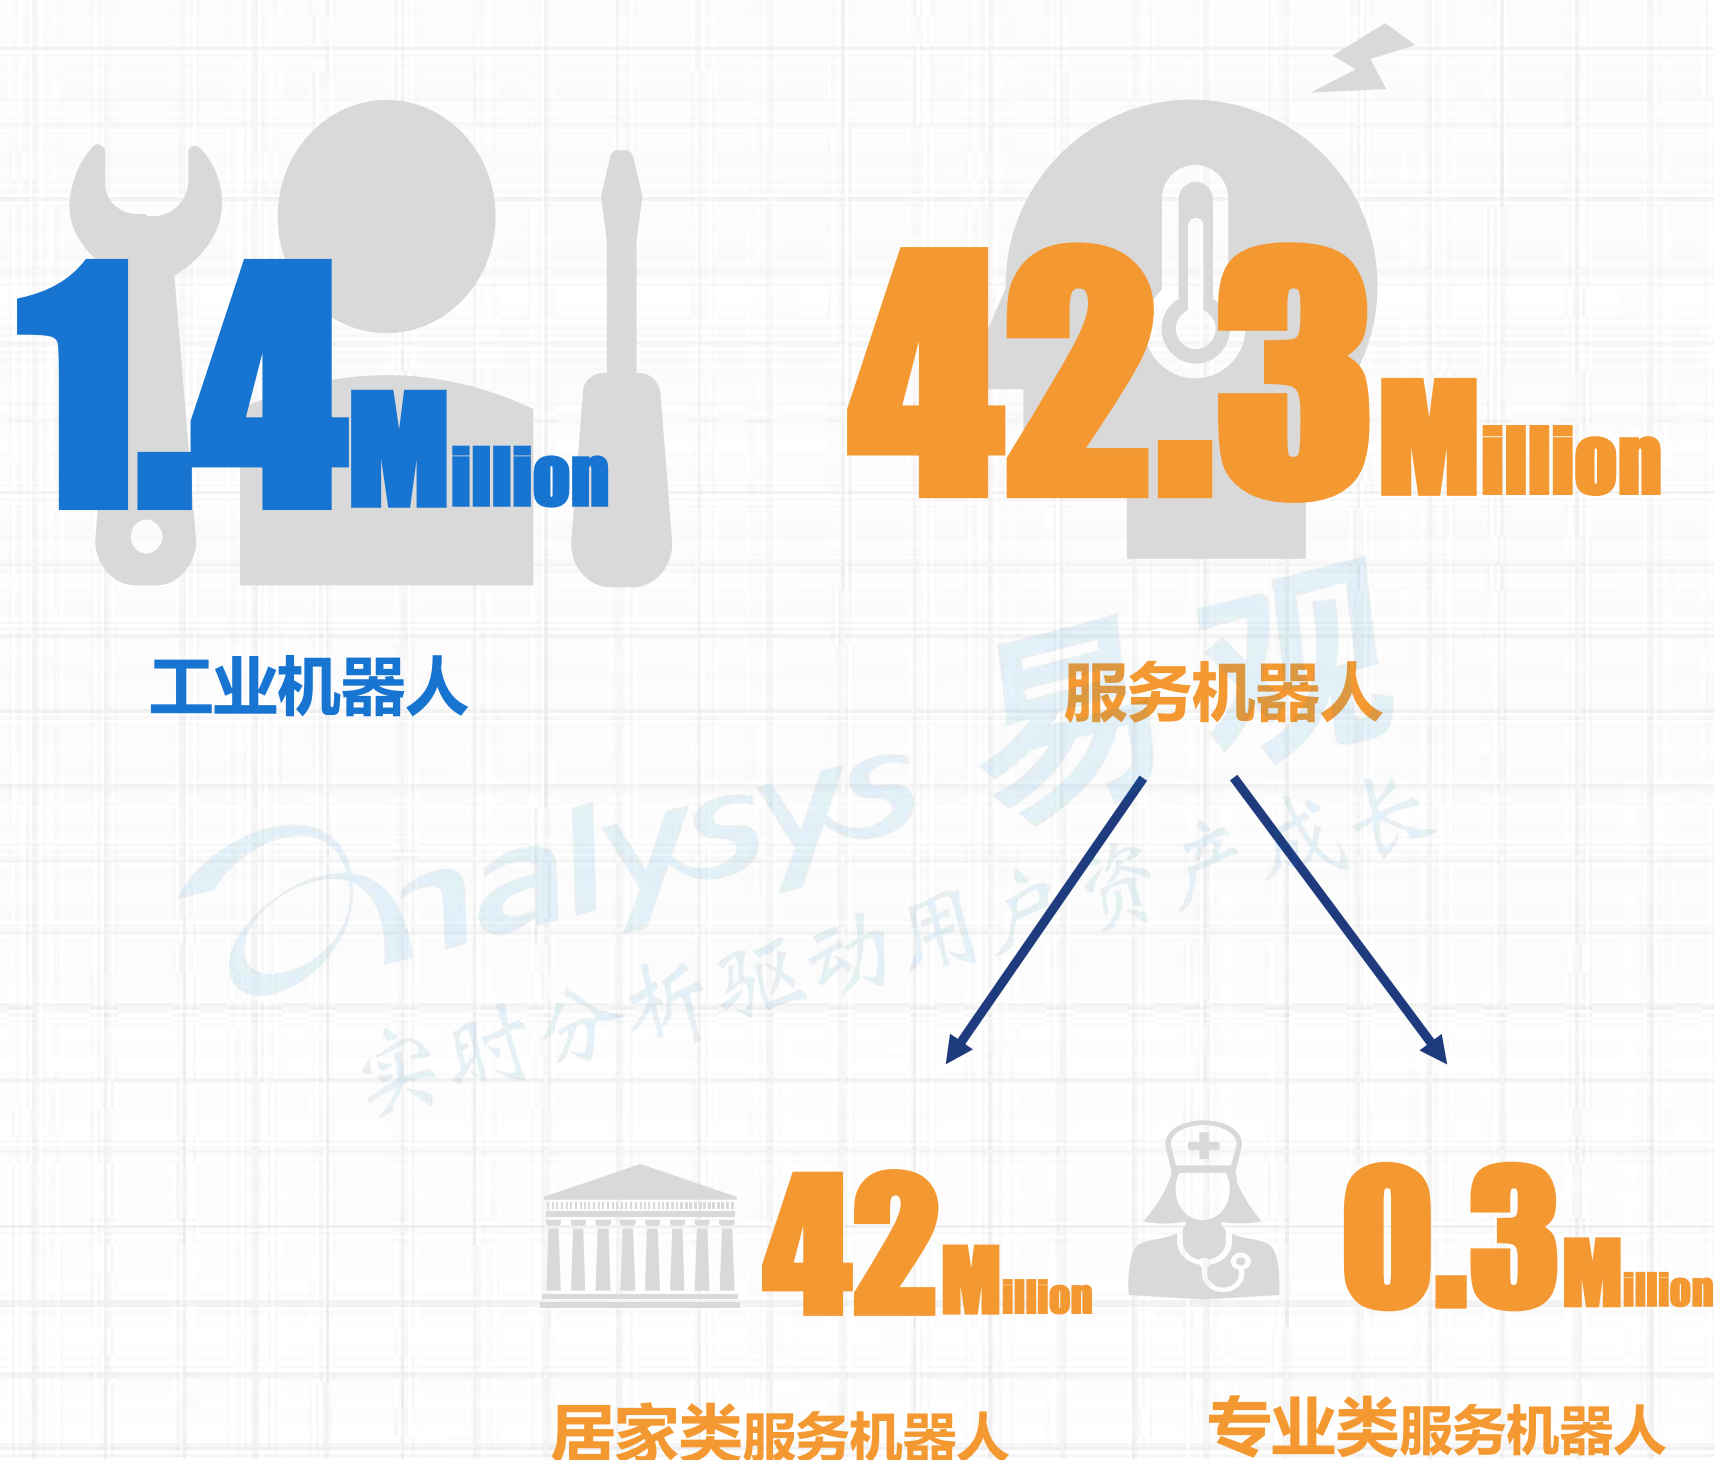 1.4Million
42.3Million
工业机器人
服务机器人
Analysys 易观
实时分析驱动用户资产成长
42Million
0.3Million
居家类服务机器人
专业类服务机器人